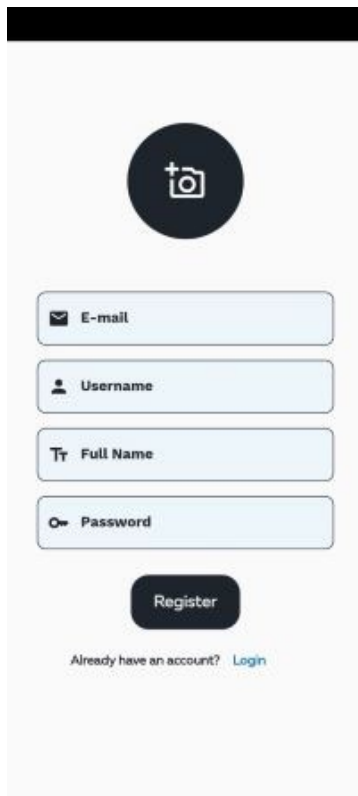 E-mail
Username
Full Name
Password
Register
Already have an account? Login